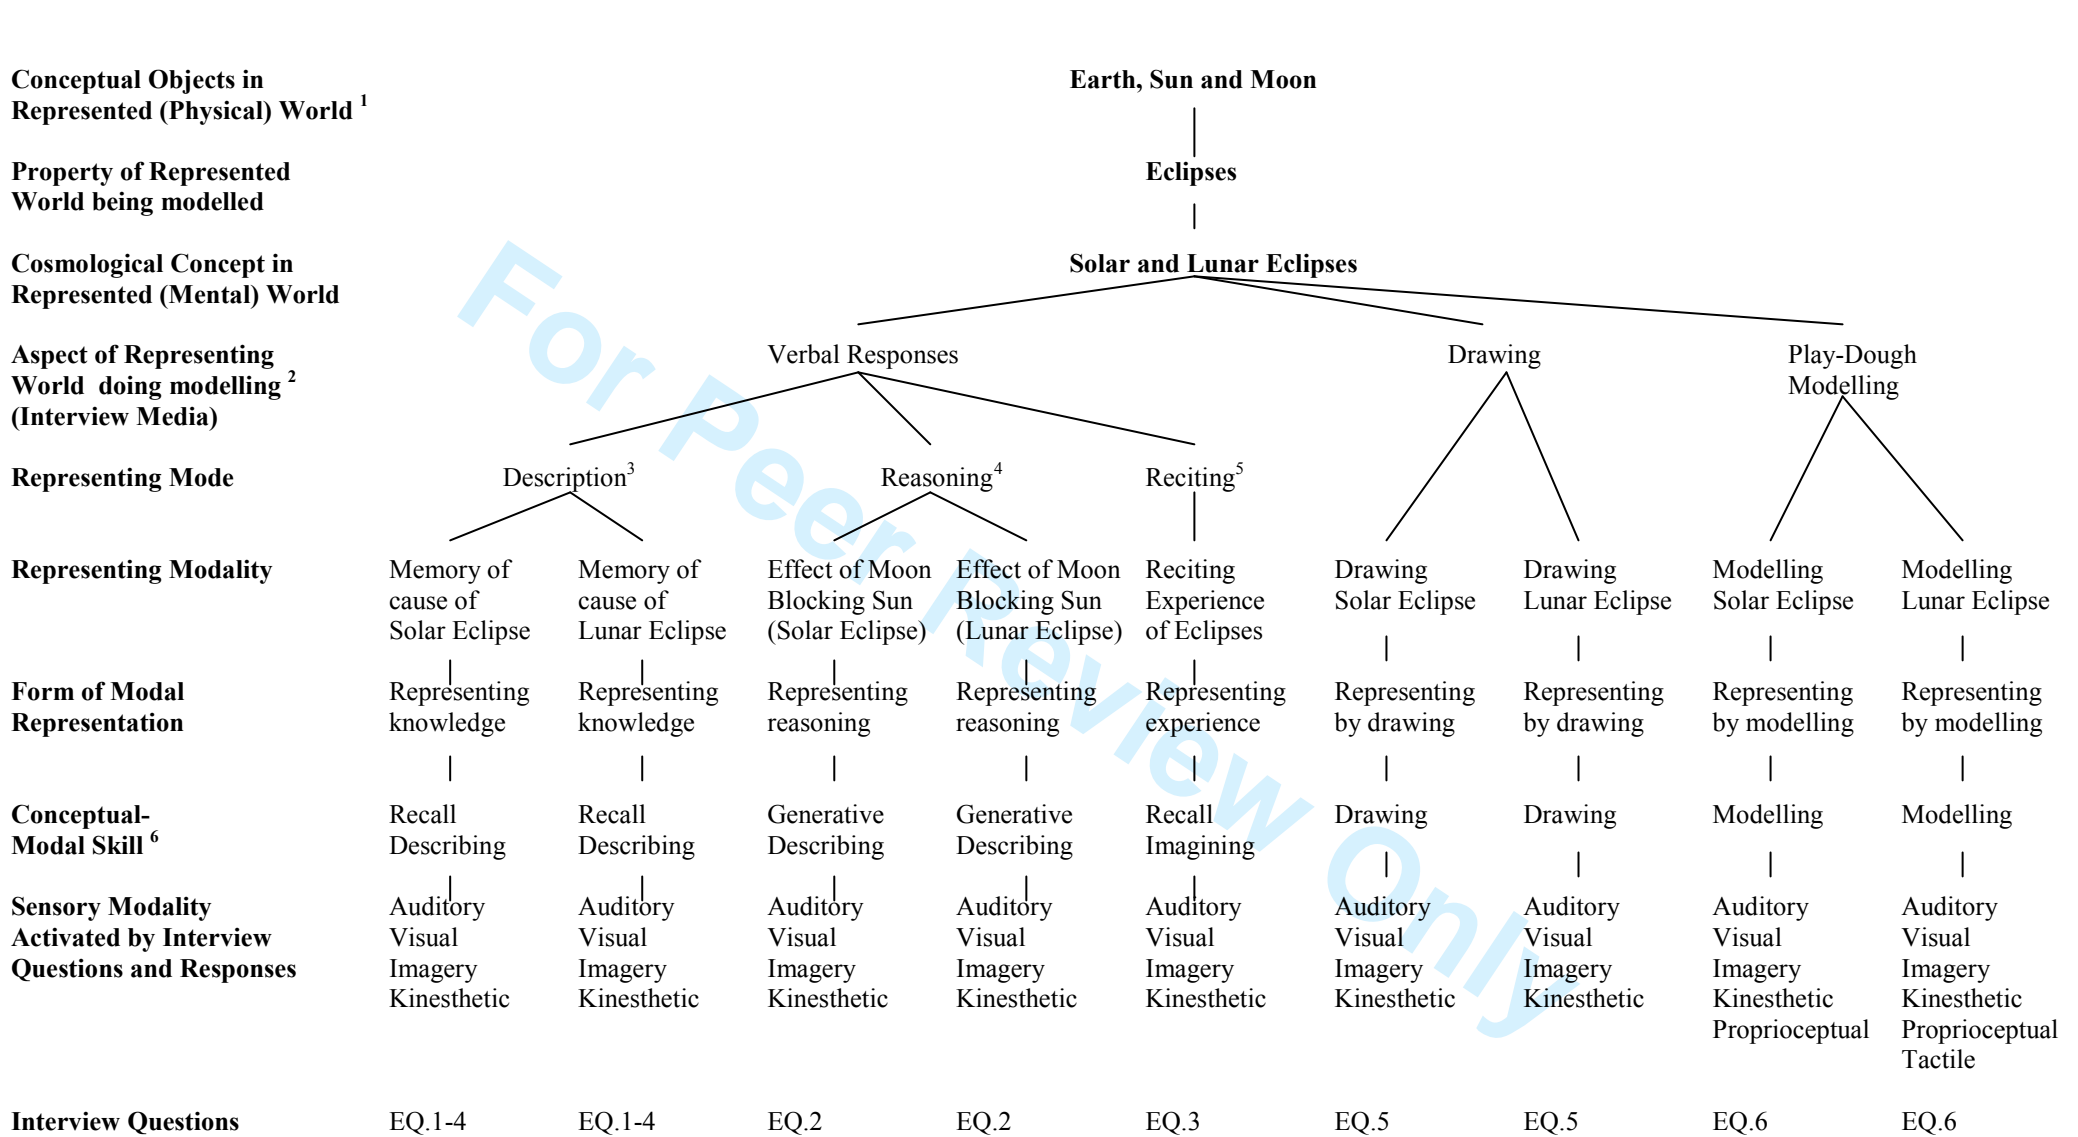 Conceptual Objects in
Represented (Physical) World 1
Earth, Sun and Moon
Property of Represented
World being modelled
Eclipses
Cosmological Concept in
Represented (Mental) World
Solar and Lunar Eclipses
Aspect of Representing
World doing modelling 2
(Interview Media)
Verbal Responses
Drawing
Play-Dough
Modelling
Representing Mode
Description3
Reasoning4
Reciting5
Representing Modality
Memory of
cause of
Solar Eclipse
Memory of
cause of
Lunar Eclipse
Effect of Moon
Blocking Sun
(Solar Eclipse)
Effect of Moon
Blocking Sun
(Lunar Eclipse)
Reciting
Experience
of Eclipses
Drawing
Solar Eclipse
Drawing
Lunar Eclipse
Modelling
Solar Eclipse
Modelling
Lunar Eclipse
Form of Modal
Representation
Representing
knowledge
Representing
knowledge
Representing
reasoning
Representing
reasoning
Representing
experience
Representing
by drawing
Representing
by drawing
Representing
by modelling
Representing
by modelling
Conceptual-
Modal Skill 6
Recall
Describing
Recall
Describing
Generative
Describing
Generative
Describing
Recall
Imagining
Drawing
Drawing
Modelling
Modelling
Sensory Modality
Activated by Interview
Questions and Responses
Auditory
Visual
Imagery
Kinesthetic
Auditory
Visual
Imagery
Kinesthetic
Auditory
Visual
Imagery
Kinesthetic
Auditory
Visual
Imagery
Kinesthetic
Auditory
Visual
Imagery
Kinesthetic
Auditory
Visual
Imagery
Kinesthetic
Auditory
Visual
Imagery
Kinesthetic
Auditory
Visual
Imagery
Kinesthetic
Proprioceptual
Auditory
Visual
Imagery
Kinesthetic
Proprioceptual
Tactile
Interview Questions
EQ.1-4
EQ.1-4
EQ.2
EQ.2
EQ.3
EQ.5
EQ.5
EQ.6
EQ.6
For Peer Review Only